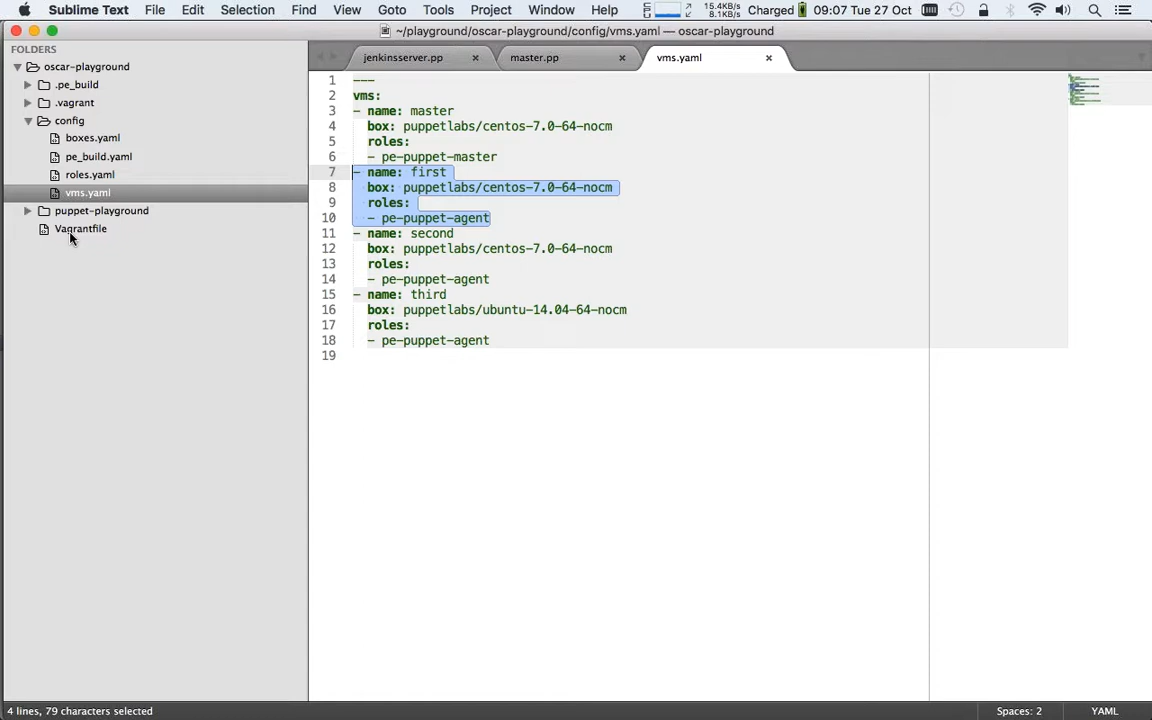 Sublime Text File Edit Selection Find View Goto Tools Project Window Help 15.4KB/s 8.1KB/s Charged 09:07 Tue 27 Oct
~/playground/oscar-playground/config/vms.yaml — oscar-playground
FOLDERS
oscar-playground
.pe_build
.vagrant
config
boxes.yaml
pe_build.yaml
roles.yaml
vms.yaml
puppet-playground
Vagrantfile
jenkinsserver.pp × master.pp × vms.yaml ×
1 ---
2 vms:
3 - name: master
4 box: puppetlabs/centos-7.0-64-nocm
5 roles:
6 - pe-puppet-master
7 - name: first
8 box: puppetlabs/centos-7.0-64-nocm
9 roles:
10 - pe-puppet-agent
11 - name: second
12 box: puppetlabs/centos-7.0-64-nocm
13 roles:
14 - pe-puppet-agent
15 - name: third
16 box: puppetlabs/ubuntu-14.04-64-nocm
17 roles:
18 - pe-puppet-agent
19
4 lines, 79 characters selected Spaces: 2 YAML